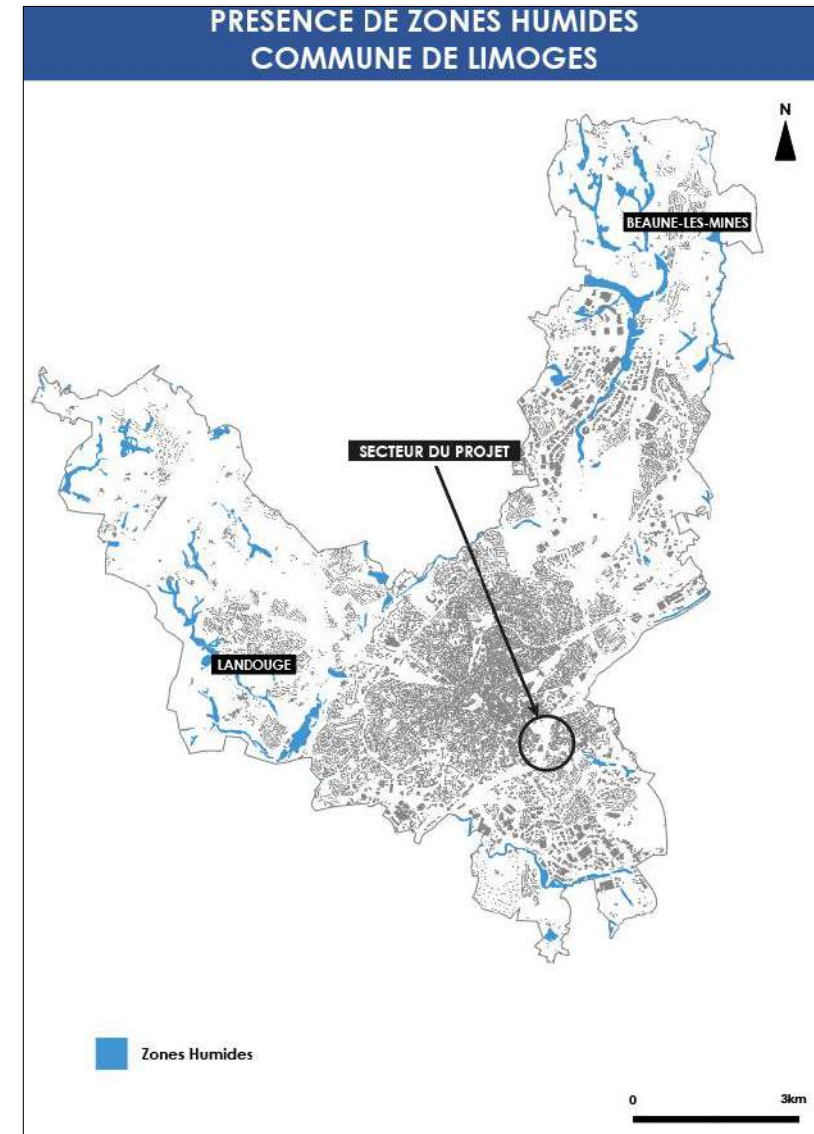 PRESENCE DE ZONES HUMIDES
COMMUNE DE LIMOGES
N
BEAUNE-LES-MINES
SECTEUR DU PROJET
LANDOUGE
Zones Humides
0 3km